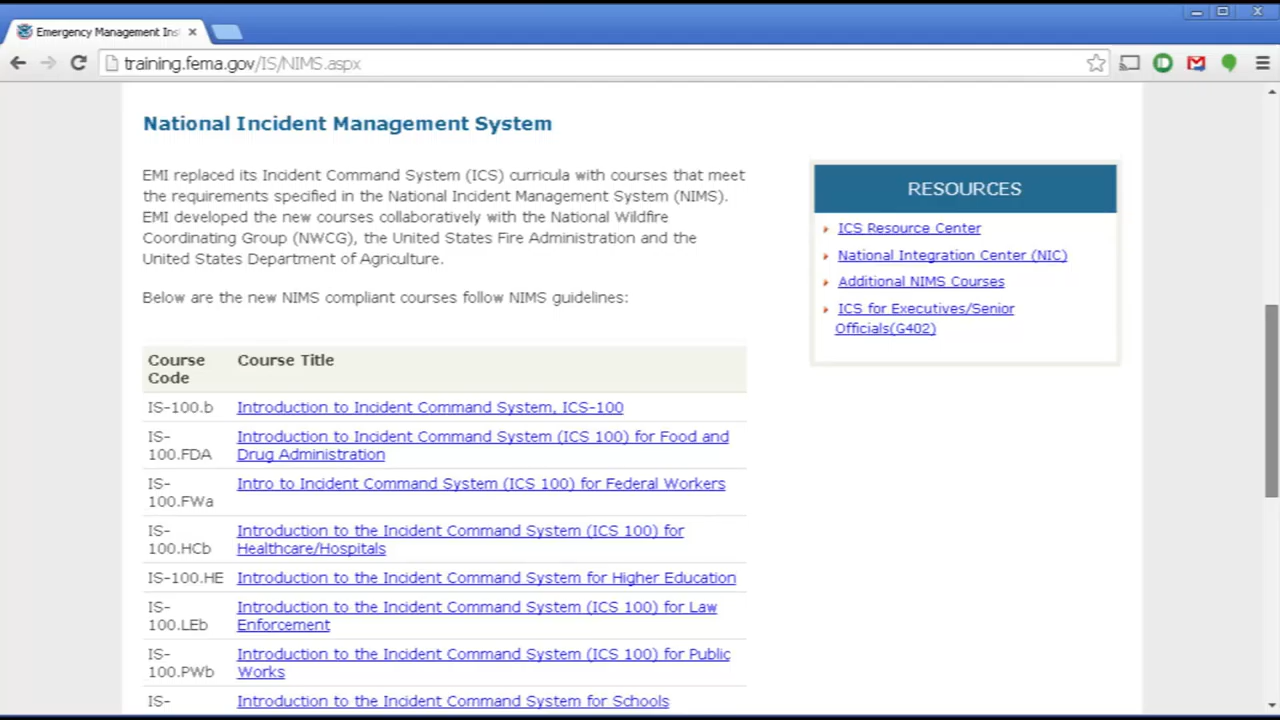 Emergency Management Ins
training.fema.gov/IS/NIMS.aspx
National Incident Management System
EMI replaced its Incident Command System (ICS) curricula with courses that meet
the requirements specified in the National Incident Management System (NIMS).
EMI developed the new courses collaboratively with the National Wildfire
Coordinating Group (NWCG), the United States Fire Administration and the
United States Department of Agriculture.
Below are the new NIMS compliant courses follow NIMS guidelines:
RESOURCES
ICS Resource Center
National Integration Center (NIC)
Additional NIMS Courses
ICS for Executives/Senior
Officials(G402)
Course
Code
Course Title
IS-100.b
Introduction to Incident Command System, ICS-100
IS-
100.FDA
Introduction to Incident Command System (ICS 100) for Food and
Drug Administration
IS-
100.FWa
Intro to Incident Command System (ICS 100) for Federal Workers
IS-
100.HCb
Introduction to the Incident Command System (ICS 100) for
Healthcare/Hospitals
IS-100.HE
Introduction to the Incident Command System for Higher Education
IS-
100.LEb
Introduction to the Incident Command System (ICS 100) for Law
Enforcement
IS-
100.PWb
Introduction to the Incident Command System (ICS 100) for Public
Works
IS-
Introduction to the Incident Command System for Schools